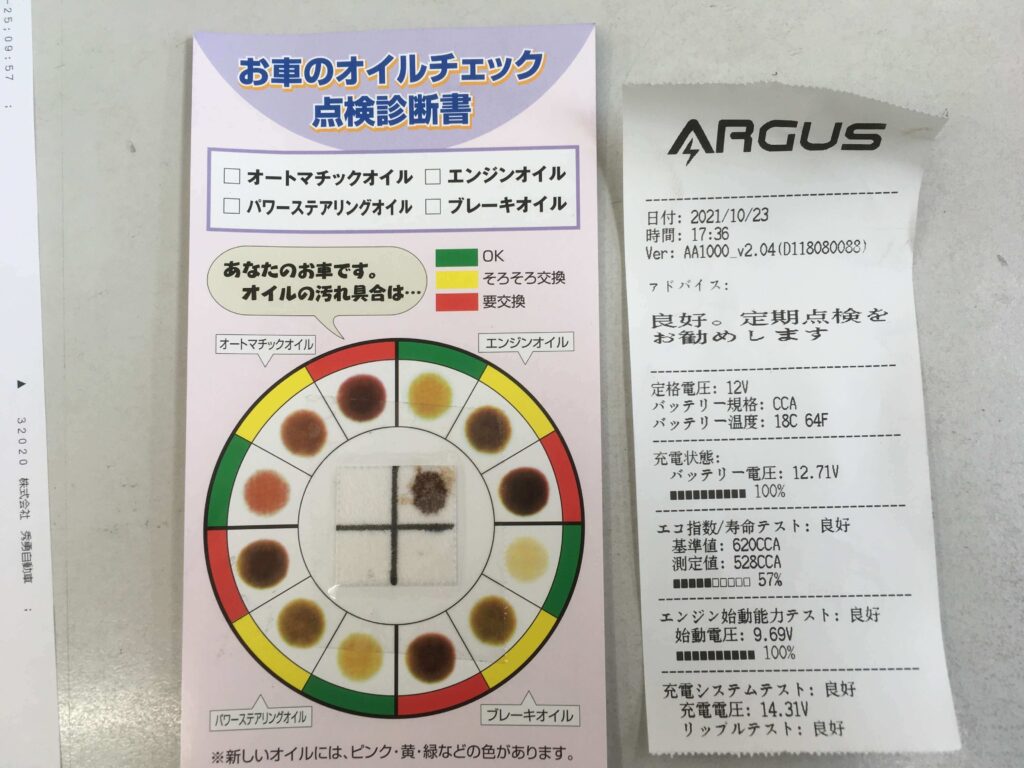 -25;09:57 ;
▲ 32020 株式会社 秀勇自動車 ;
お車のオイルチェック
点検診断書
□ オートマチックオイル □ エンジンオイル
□ パワーステアリングオイル □ ブレーキオイル
あなたのお車です。
オイルの汚れ具合は…
OK
そろそろ交換
要交換
オートマチックオイル
エンジンオイル
パワーステアリングオイル
ブレーキオイル
※新しいオイルには、ピンク・黄・緑などの色があります。
ARGUS
日付: 2021/10/23
時間: 17:36
Ver: AA1000_v2.04(D118080088)
アドバイス:
良好。定期点検を
お勧めします
定格電圧: 12V
バッテリー規格: CCA
バッテリー温度: 18C 64F
充電状態:
バッテリー電圧: 12.71V
■■■■■■■■■■ 100%
エコ指数/寿命テスト: 良好
基準値: 620CCA
測定値: 528CCA
■■■■■□□□□□ 57%
エンジン始動能力テスト: 良好
始動電圧: 9.69V
■■■■■■■■■■ 100%
充電システムテスト: 良好
充電電圧: 14.31V
リップルテスト: 良好